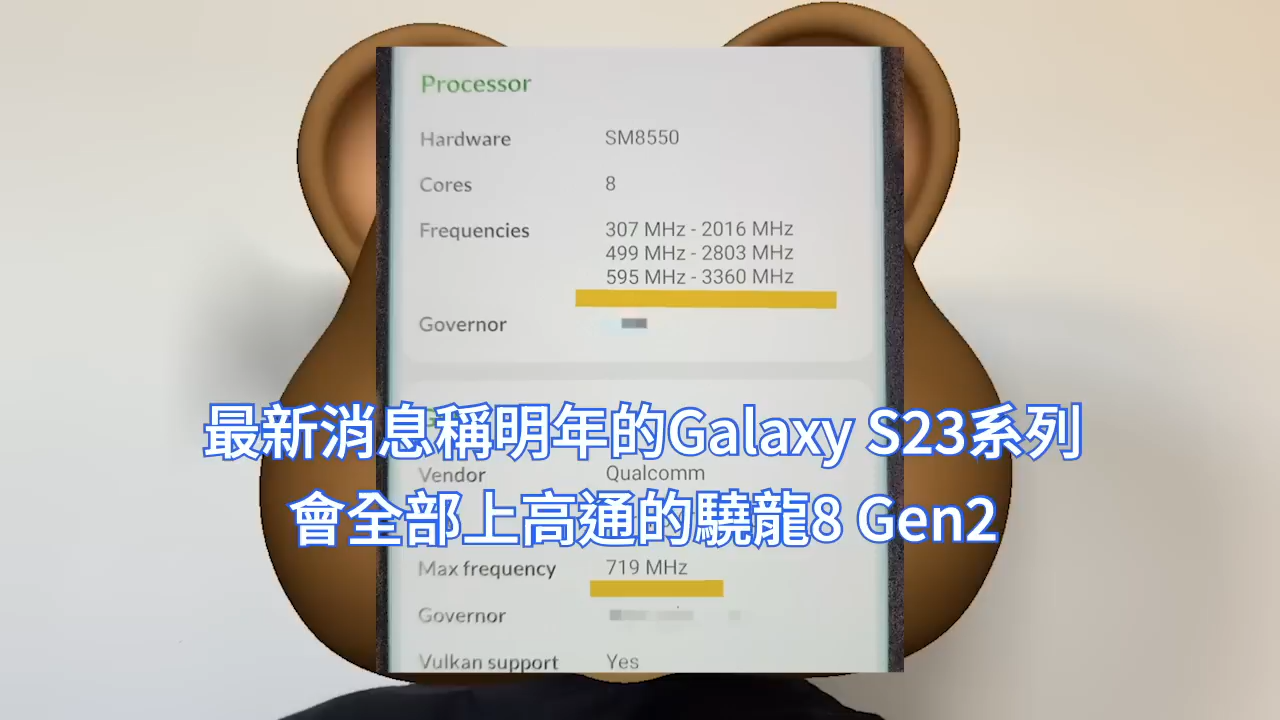 Processor
Hardware SM8550
Cores 8
Frequencies 307 MHz - 2016 MHz
499 MHz - 2803 MHz
595 MHz - 3360 MHz
Governor
最新消息稱明年的Galaxy S23系列
Vendor Qualcomm
會全部上高通的驍龍8 Gen2
Max frequency 719 MHz
Governor
Vulkan support Yes